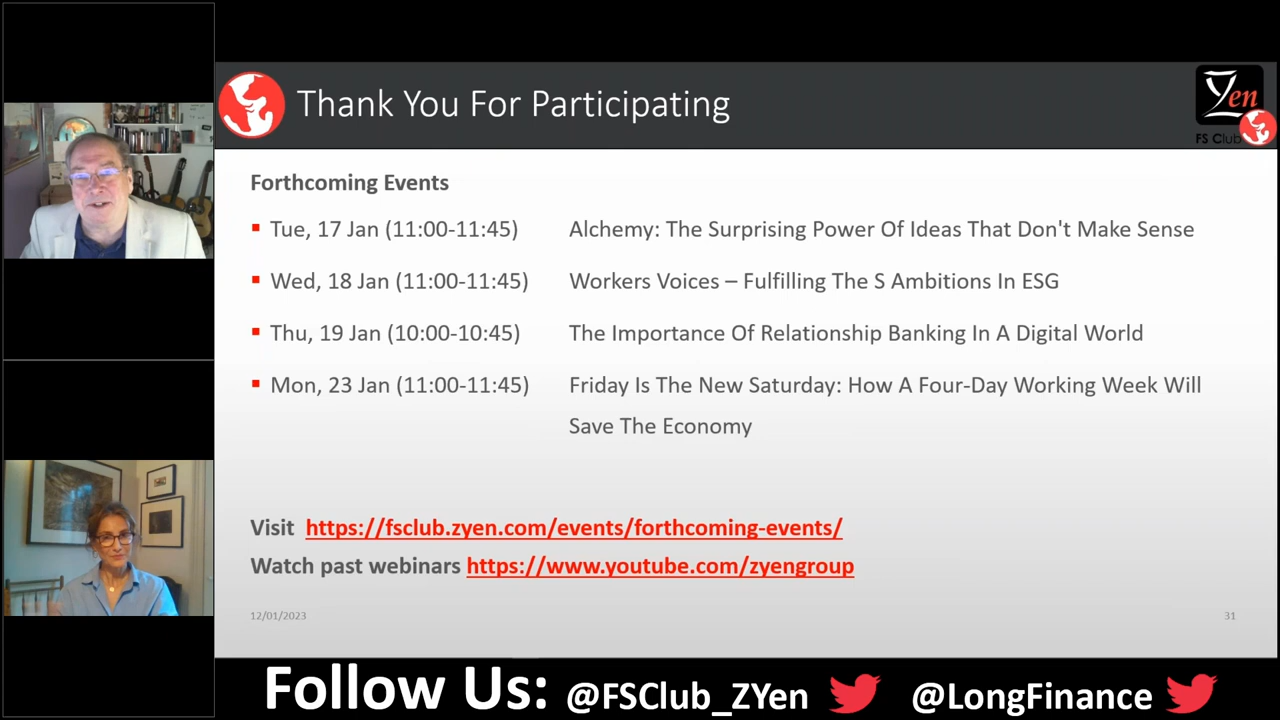 Thank You For Participating
Zen
FS Club
Forthcoming Events
Tue, 17 Jan (11:00-11:45) Alchemy: The Surprising Power Of Ideas That Don't Make Sense
Wed, 18 Jan (11:00-11:45) Workers Voices – Fulfilling The S Ambitions In ESG
Thu, 19 Jan (10:00-10:45) The Importance Of Relationship Banking In A Digital World
Mon, 23 Jan (11:00-11:45) Friday Is The New Saturday: How A Four-Day Working Week Will
Save The Economy
Visit https://fsclub.zyen.com/events/forthcoming-events/
Watch past webinars https://www.youtube.com/zyengroup
12/01/2023 31
Follow Us: @FSClub_ZYen @LongFinance